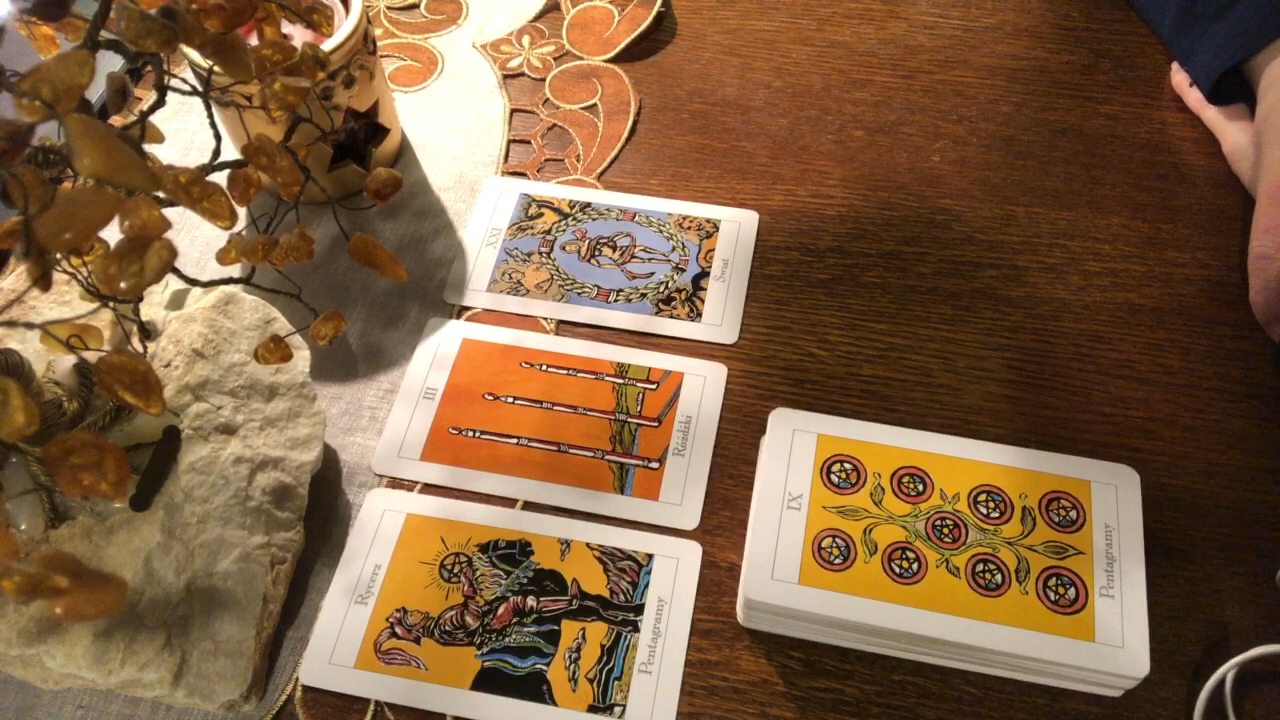 XXI
Świat
III
Różdżki
Rycerz
Pentagramy
IX
Pentagramy